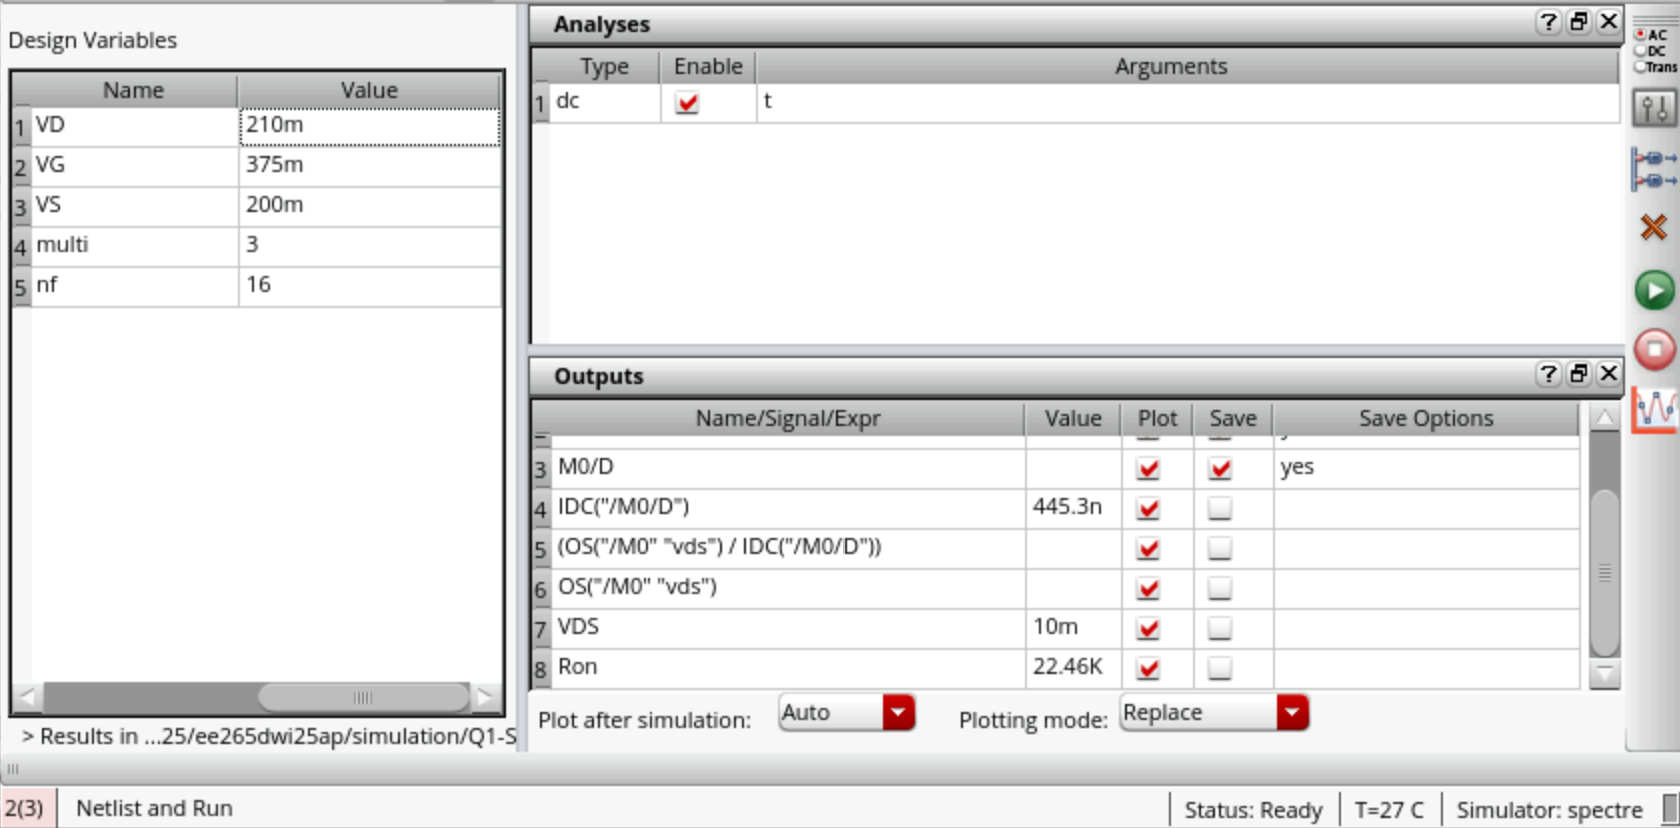 Design Variables
Name Value
1 VD 210m
2 VG 375m
3 VS 200m
4 multi 3
5 nf 16
> Results in ...25/ee265dwi25ap/simulation/Q1-S
Analyses
Type Enable Arguments
1 dc t
Outputs
Name/Signal/Expr Value Plot Save Save Options
3 M0/D yes
4 IDC("/M0/D") 445.3n
5 (OS("/M0" "vds") / IDC("/M0/D"))
6 OS("/M0" "vds")
7 VDS 10m
8 Ron 22.46K
Plot after simulation: Auto Plotting mode: Replace
AC
DC
Trans
2(3) Netlist and Run Status: Ready T=27 C Simulator: spectre